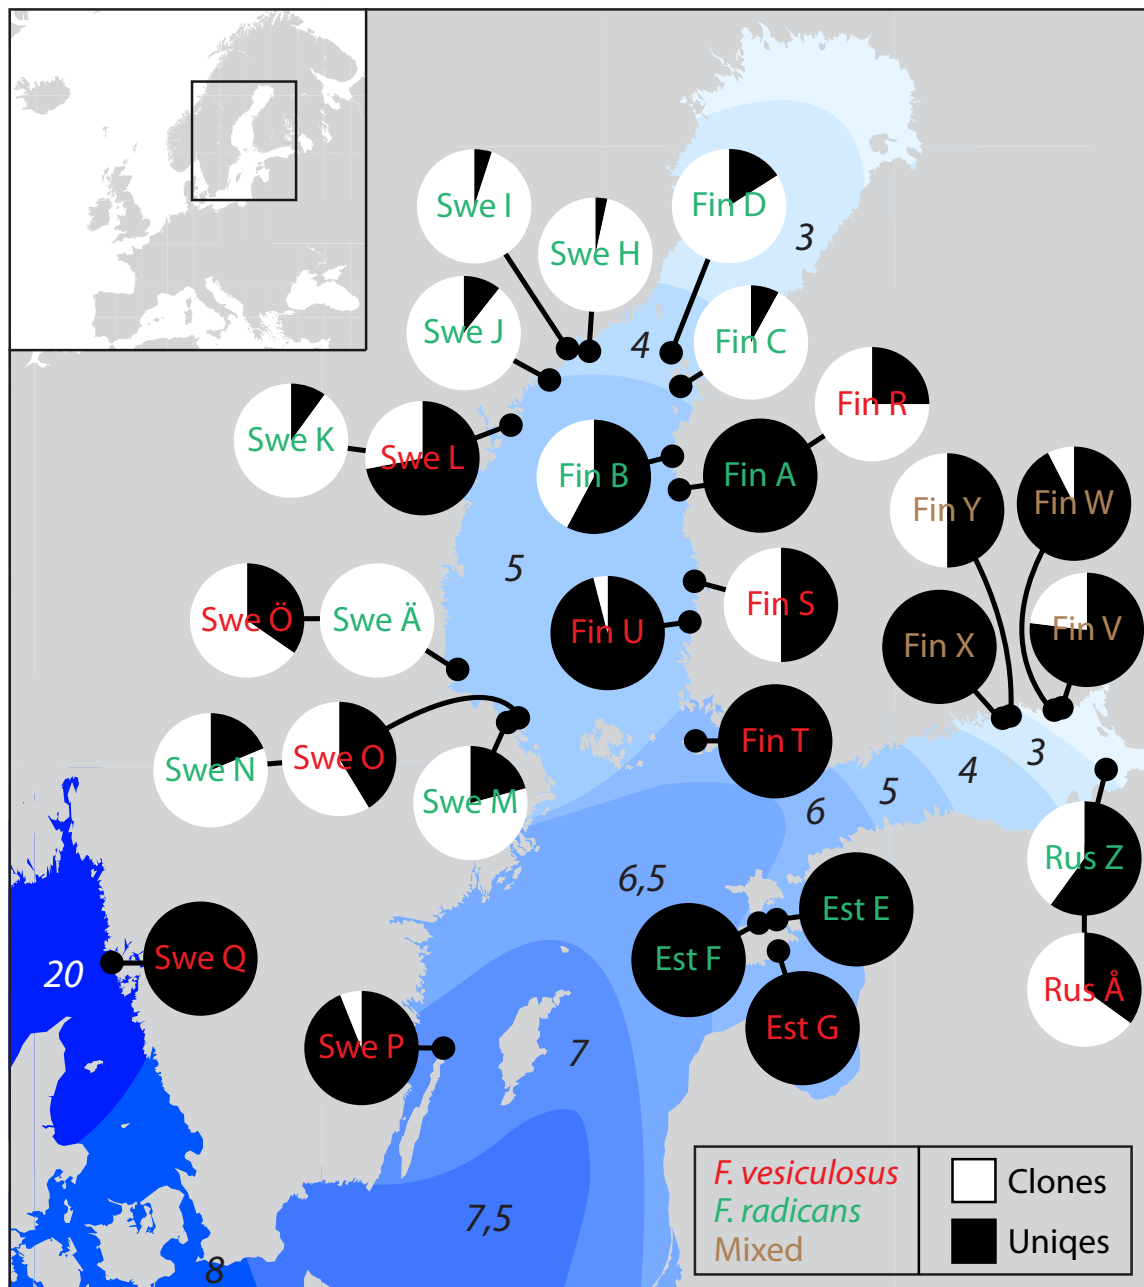 Swe I
Fin D
Swe H
3
Swe J
Fin C
4
Fin R
Swe K
Swe L
Fin B
Fin A
Fin Y
Fin W
5
Swe Ö
Swe Ä
Fin S
Fin U
Fin X
Fin V
Swe N
Swe O
Fin T
Swe M
3
4
5
6
6,5
Rus Z
Est E
Swe Q
Est F
20
Rus Å
Est G
Swe P
7
7,5
8
F. vesiculosus
F. radicans
Mixed
Clones
Uniqes